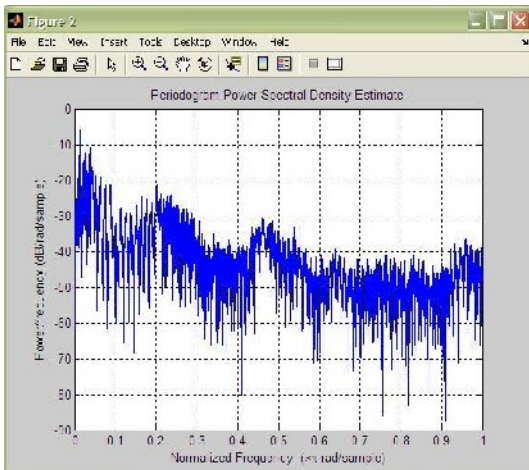 Figure 2
File Edit View Insert Tools Desktop Window Help
Periodogram Power Spectral Density Estimate
Power/frequency (dB/rad/sample)
0
-10
-20
-30
-40
-50
-60
-70
-80
-90
0 0.1 0.2 0.3 0.4 0.5 0.6 0.7 0.8 0.9 1
Normalized Frequency (×π rad/sample)